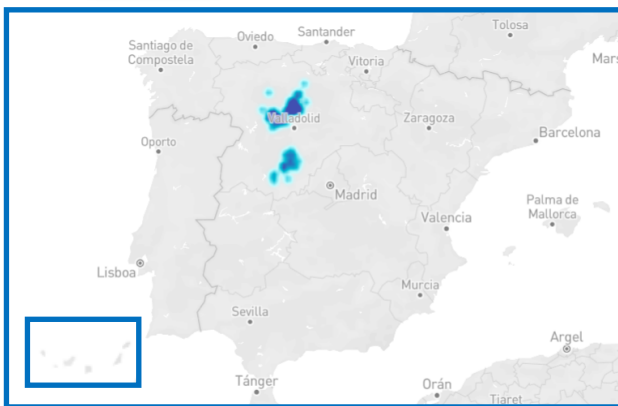 Tolosa
Santander
Oviedo
Santiago de
Compostela
Vitoria
Mars
Valladolid
Zaragoza
Oporto
Barcelona
Madrid
Palma de
Mallorca
Valencia
Lisboa
Murcia
Sevilla
Argel
Tánger
Orán
Tiaret